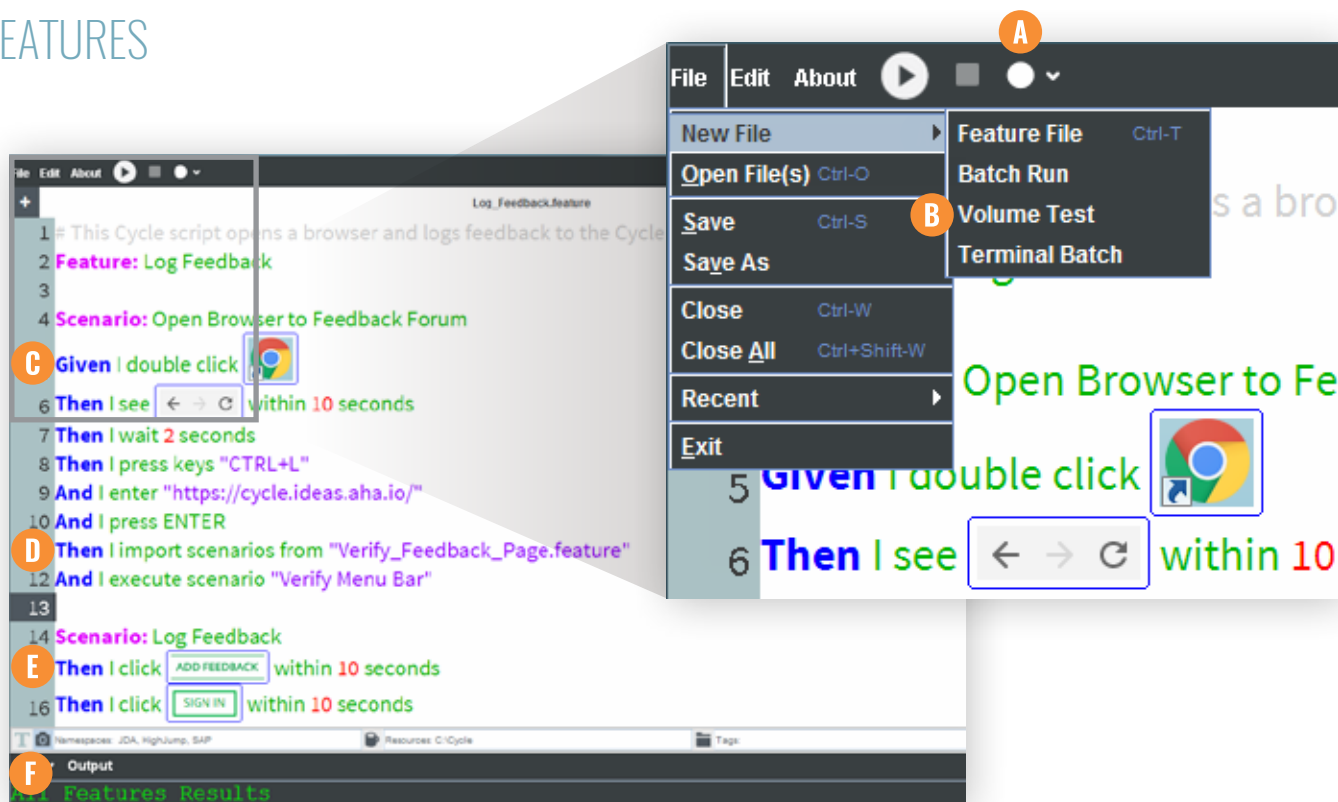 EATURES
A
File Edit About
New File
Open File(s) Ctrl-O
Save Ctrl-S
Save As
Close Ctrl-W
Close All Ctrl+Shift-W
Recent
Exit
Feature File Ctrl-T
Batch Run
B Volume Test
Terminal Batch
s a bro
Open Browser to Fe
5 Given I double click
6 Then I see within 10
ile Edit About
+ Log_Feedback.feature
1 # This Cycle script opens a browser and logs feedback to the Cycle
2 Feature: Log Feedback
3
4 Scenario: Open Browser to Feedback Forum
C Given I double click
6 Then I see within 10 seconds
7 Then I wait 2 seconds
8 Then I press keys "CTRL+L"
9 And I enter "https://cycle.ideas.aha.io/"
10 And I press ENTER
D Then I import scenarios from "Verify_Feedback_Page.feature"
12 And I execute scenario "Verify Menu Bar"
13
14 Scenario: Log Feedback
E Then I click ADD FEEDBACK within 10 seconds
16 Then I click SIGN IN within 10 seconds
T Namespaces: JDA, HighJump, SAP Resources: C:\Cycle Tags:
F Output
All Features Results